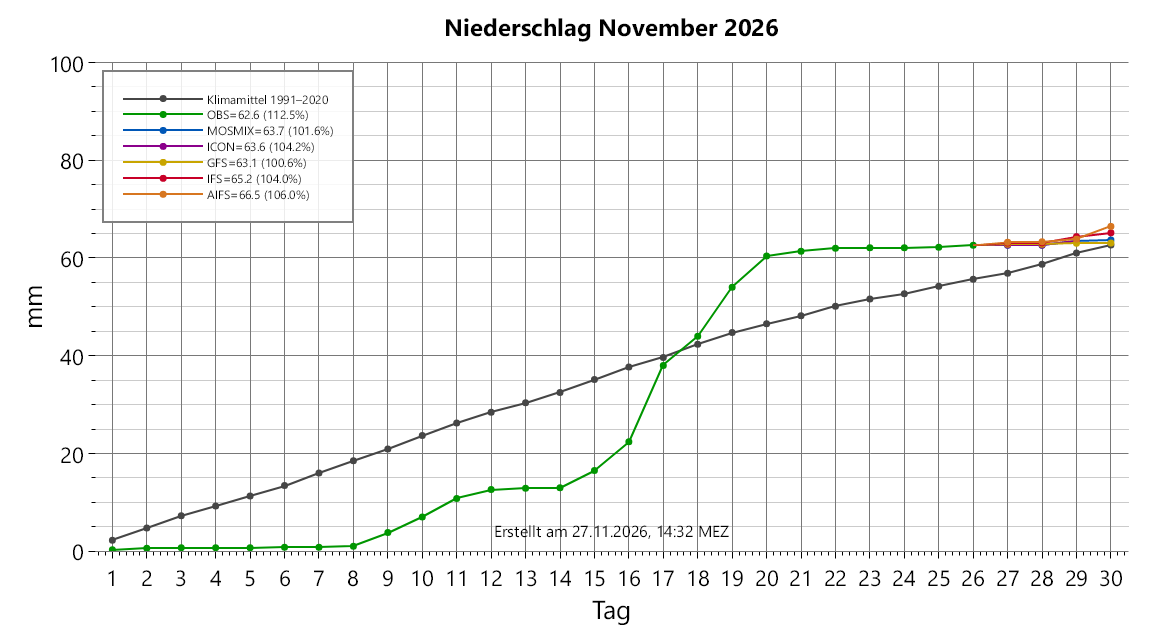 Niederschlag November 2026
100
80
60
40
20
0
mm
Klimamittel 1991–2020
OBS=62.6 (112.5%)
MOSMIX=63.7 (101.6%)
ICON=63.6 (104.2%)
GFS=63.1 (100.6%)
IFS=65.2 (104.0%)
AIFS=66.5 (106.0%)
Erstellt am 27.11.2026, 14:32 MEZ
1 2 3 4 5 6 7 8 9 10 11 12 13 14 15 16 17 18 19 20 21 22 23 24 25 26 27 28 29 30
Tag